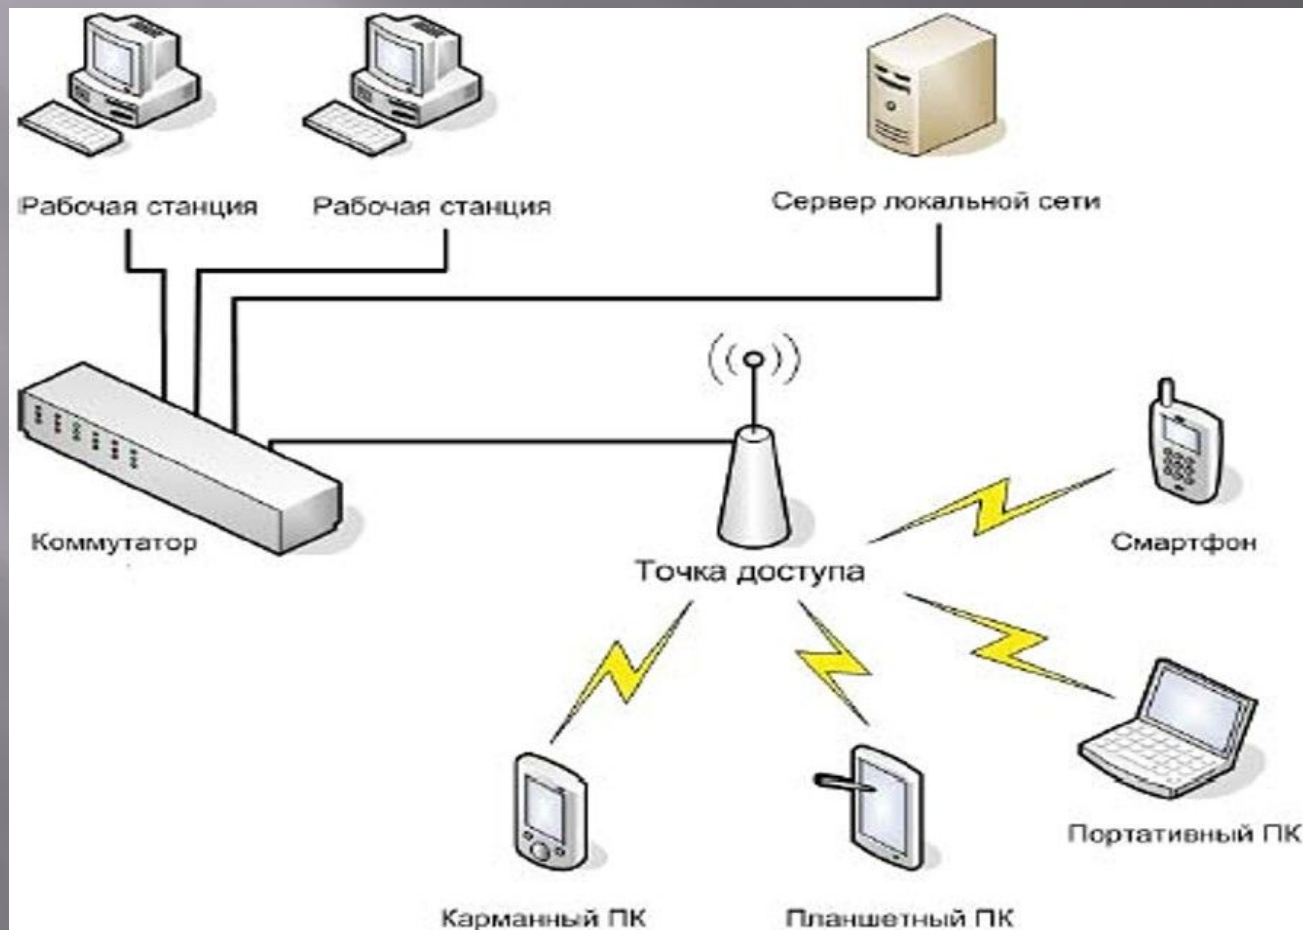 Рабочая станция
Рабочая станция
Сервер локальной сети
Коммутатор
Точка доступа
Смартфон
Портативный ПК
Карманный ПК
Планшетный ПК